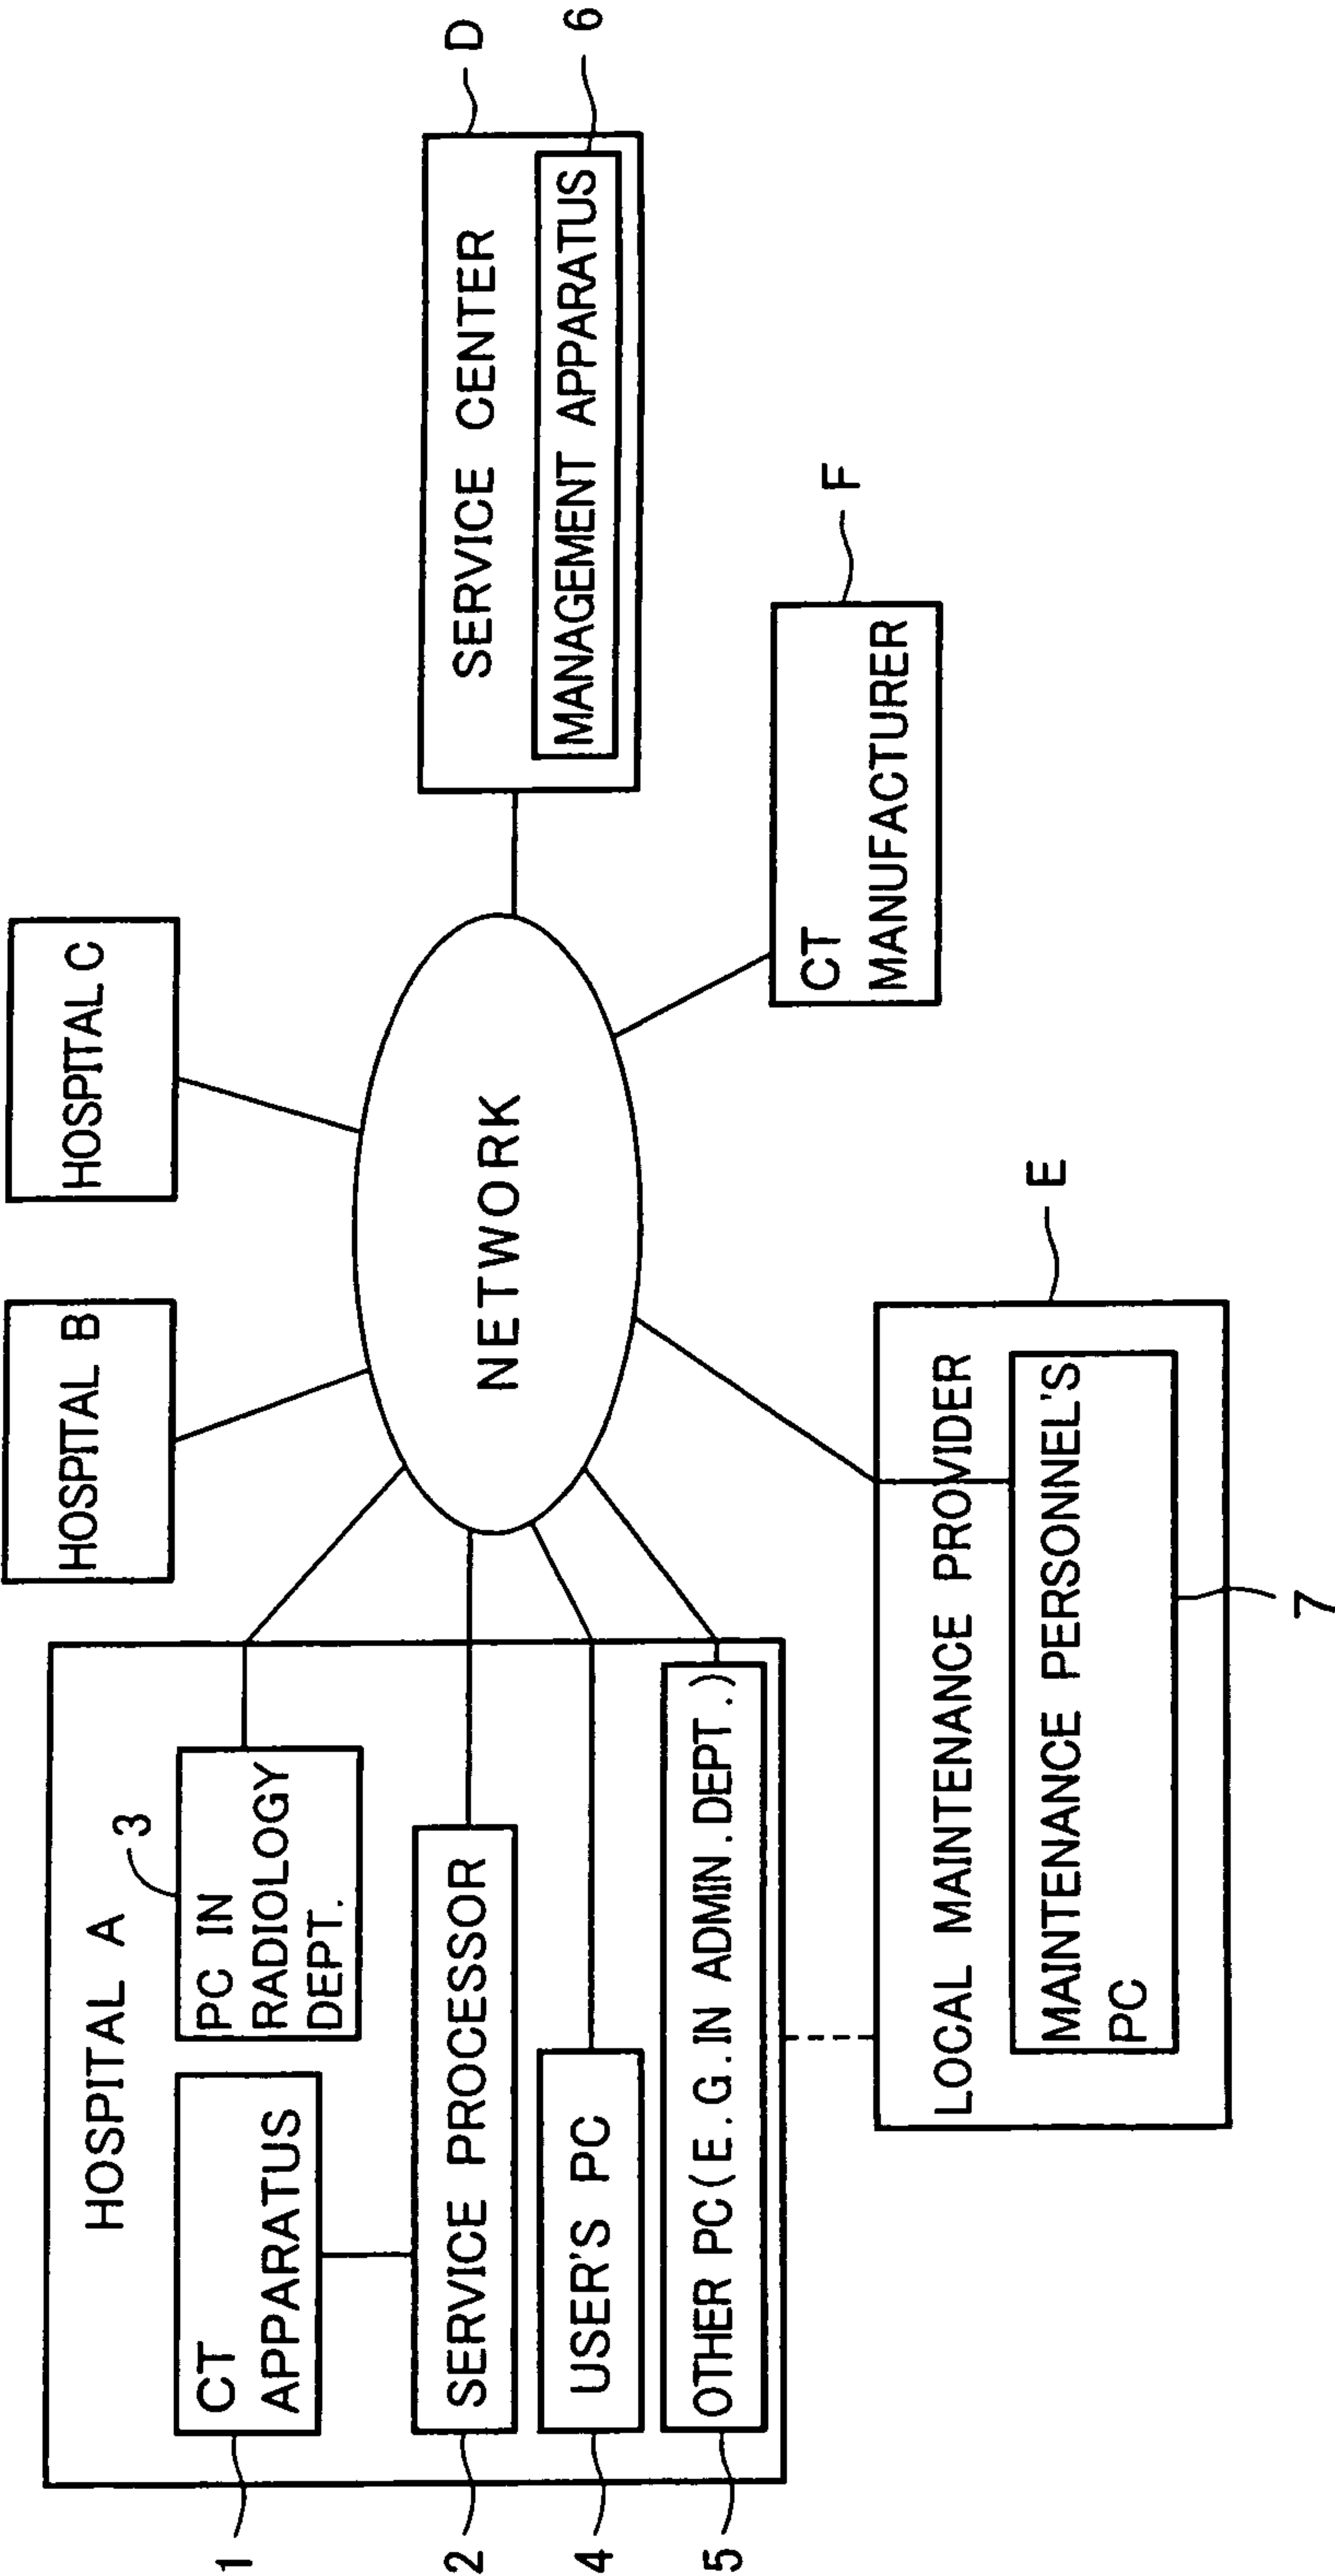 HOSPITAL A
CT
APPARATUS
1
PC IN
RADIOLOGY
DEPT.
3
SERVICE PROCESSOR
2
USER'S PC
4
OTHER PC(E.G.IN ADMIN.DEPT.)
5
HOSPITAL B
HOSPITAL C
NETWORK
SERVICE CENTER
D
MANAGEMENT APPARATUS
6
CT
MANUFACTURER
F
LOCAL MAINTENANCE PROVIDER
E
MAINTENANCE PERSONNEL'S
PC
7